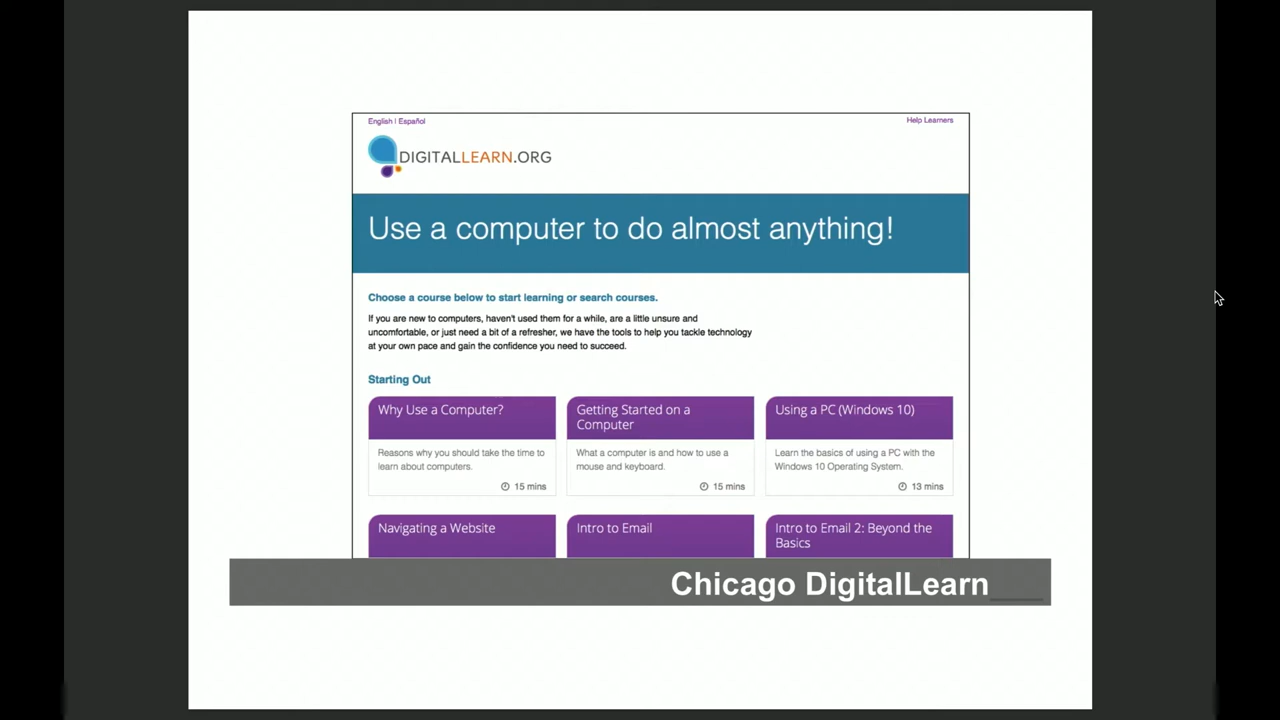 English | Español
Help Learners
DIGITALLEARN.ORG
Use a computer to do almost anything!
Choose a course below to start learning or search courses.
If you are new to computers, haven't used them for a while, are a little unsure and
uncomfortable, or just need a bit of a refresher, we have the tools to help you tackle technology
at your own pace and gain the confidence you need to succeed.
Starting Out
Why Use a Computer?
Reasons why you should take the time to
learn about computers.
15 mins
Getting Started on a
Computer
What a computer is and how to use a
mouse and keyboard.
15 mins
Using a PC (Windows 10)
Learn the basics of using a PC with the
Windows 10 Operating System.
13 mins
Navigating a Website
Intro to Email
Intro to Email 2: Beyond the
Basics
Chicago DigitalLearn